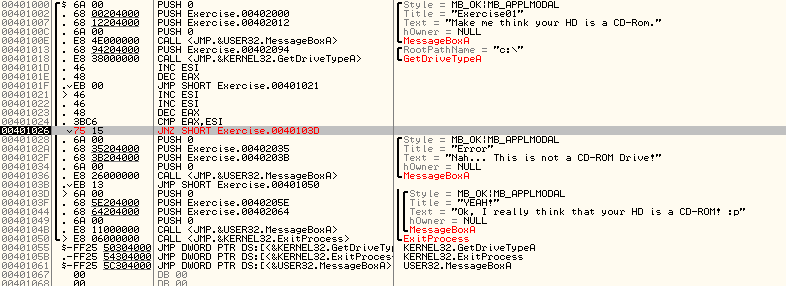 00401000 $ 6A 00 PUSH 0 Style = MB_OK|MB_APPLMODAL
00401002 . 68 00204000 PUSH Exercise.00402000 Title = "Exercise01"
00401007 . 68 12204000 PUSH Exercise.00402012 Text = "Make me think your HD is a CD-Rom."
0040100C . 6A 00 PUSH 0 hOwner = NULL
0040100E . E8 4E000000 CALL <JMP.&USER32.MessageBoxA> MessageBoxA
00401013 . 68 94204000 PUSH Exercise.00402094 RootPathName = "c:\"
00401018 . E8 38000000 CALL <JMP.&KERNEL32.GetDriveTypeA> GetDriveTypeA
0040101D . 46 INC ESI
0040101E . 48 DEC EAX
0040101F . EB 00 JMP SHORT Exercise.00401021
00401021 > 46 INC ESI
00401022 . 46 INC ESI
00401023 . 48 DEC EAX
00401024 . 3BC6 CMP EAX,ESI
00401026 75 15 JNZ SHORT Exercise.0040103D
00401028 . 6A 00 PUSH 0 Style = MB_OK|MB_APPLMODAL
0040102A . 68 35204000 PUSH Exercise.00402035 Title = "Error"
0040102F . 68 3B204000 PUSH Exercise.0040203B Text = "Nah... This is not a CD-ROM Drive!"
00401034 . 6A 00 PUSH 0 hOwner = NULL
00401036 . E8 26000000 CALL <JMP.&USER32.MessageBoxA> MessageBoxA
0040103B . EB 13 JMP SHORT Exercise.00401050
0040103D > 6A 00 PUSH 0 Style = MB_OK|MB_APPLMODAL
0040103F . 68 5E204000 PUSH Exercise.0040205E Title = "YEAH!"
00401044 . 68 64204000 PUSH Exercise.00402064 Text = "Ok, I really think that your HD is a CD-ROM! :p"
00401049 . 6A 00 PUSH 0 hOwner = NULL
0040104B . E8 11000000 CALL <JMP.&USER32.MessageBoxA> MessageBoxA
00401050 > E8 06000000 CALL <JMP.&KERNEL32.ExitProcess> ExitProcess
00401055 $-FF25 50304000 JMP DWORD PTR DS:[<&KERNEL32.GetDriveTyp KERNEL32.GetDriveTypeA
0040105B .-FF25 54304000 JMP DWORD PTR DS:[<&KERNEL32.ExitProces KERNEL32.ExitProcess
00401061 $-FF25 5C304000 JMP DWORD PTR DS:[<&USER32.MessageBoxA>] USER32.MessageBoxA
00401067 00 DB 00
00401068 00 DB 00